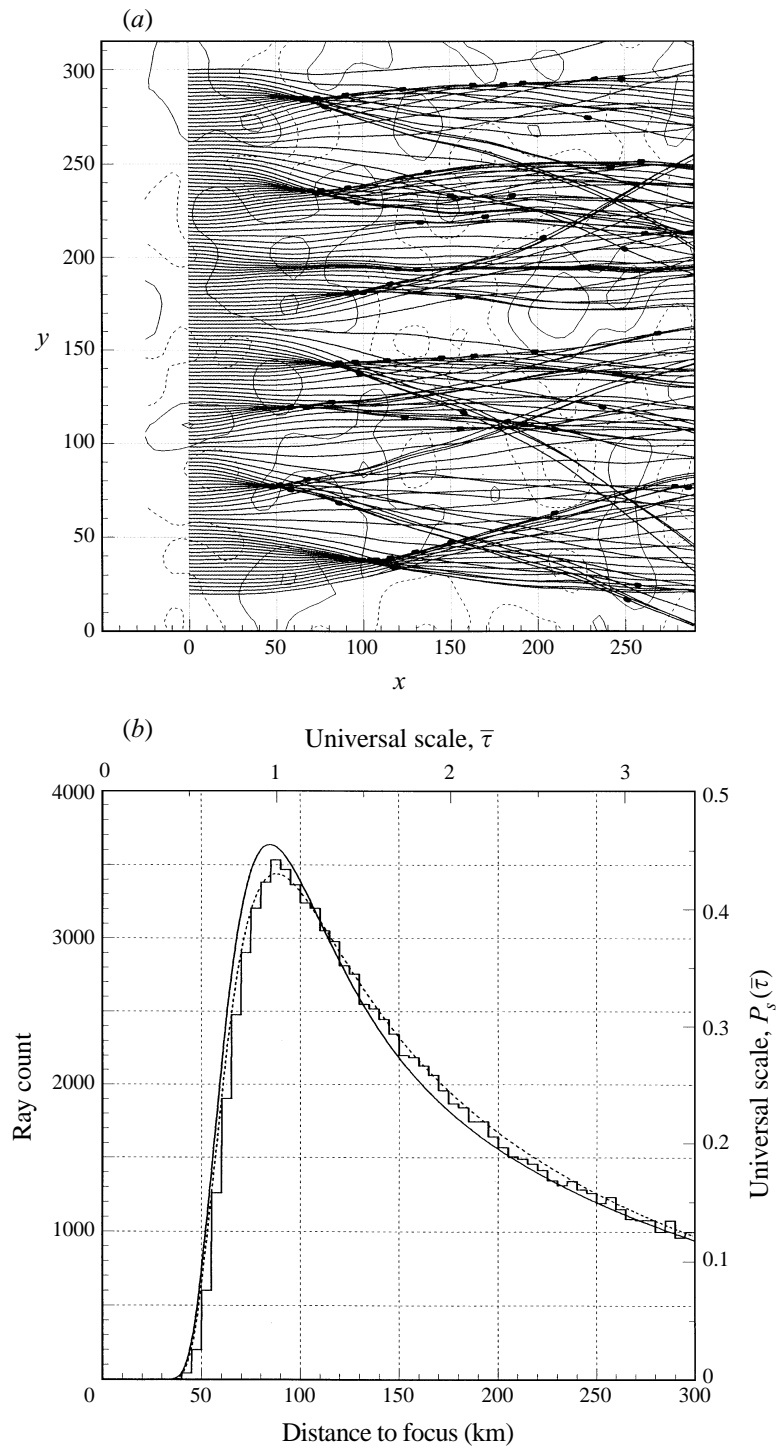 (a)
300
250
200
y
150
100
50
0
0 50 100 150 200 250
x
(b)
Universal scale, τ̅
0 1 2 3
4000 0.5
0.4
3000
Ray count
0.3
Universal scale, Pₛ(τ̅)
2000
0.2
1000
0.1
0
0 50 100 150 200 250 300
Distance to focus (km)